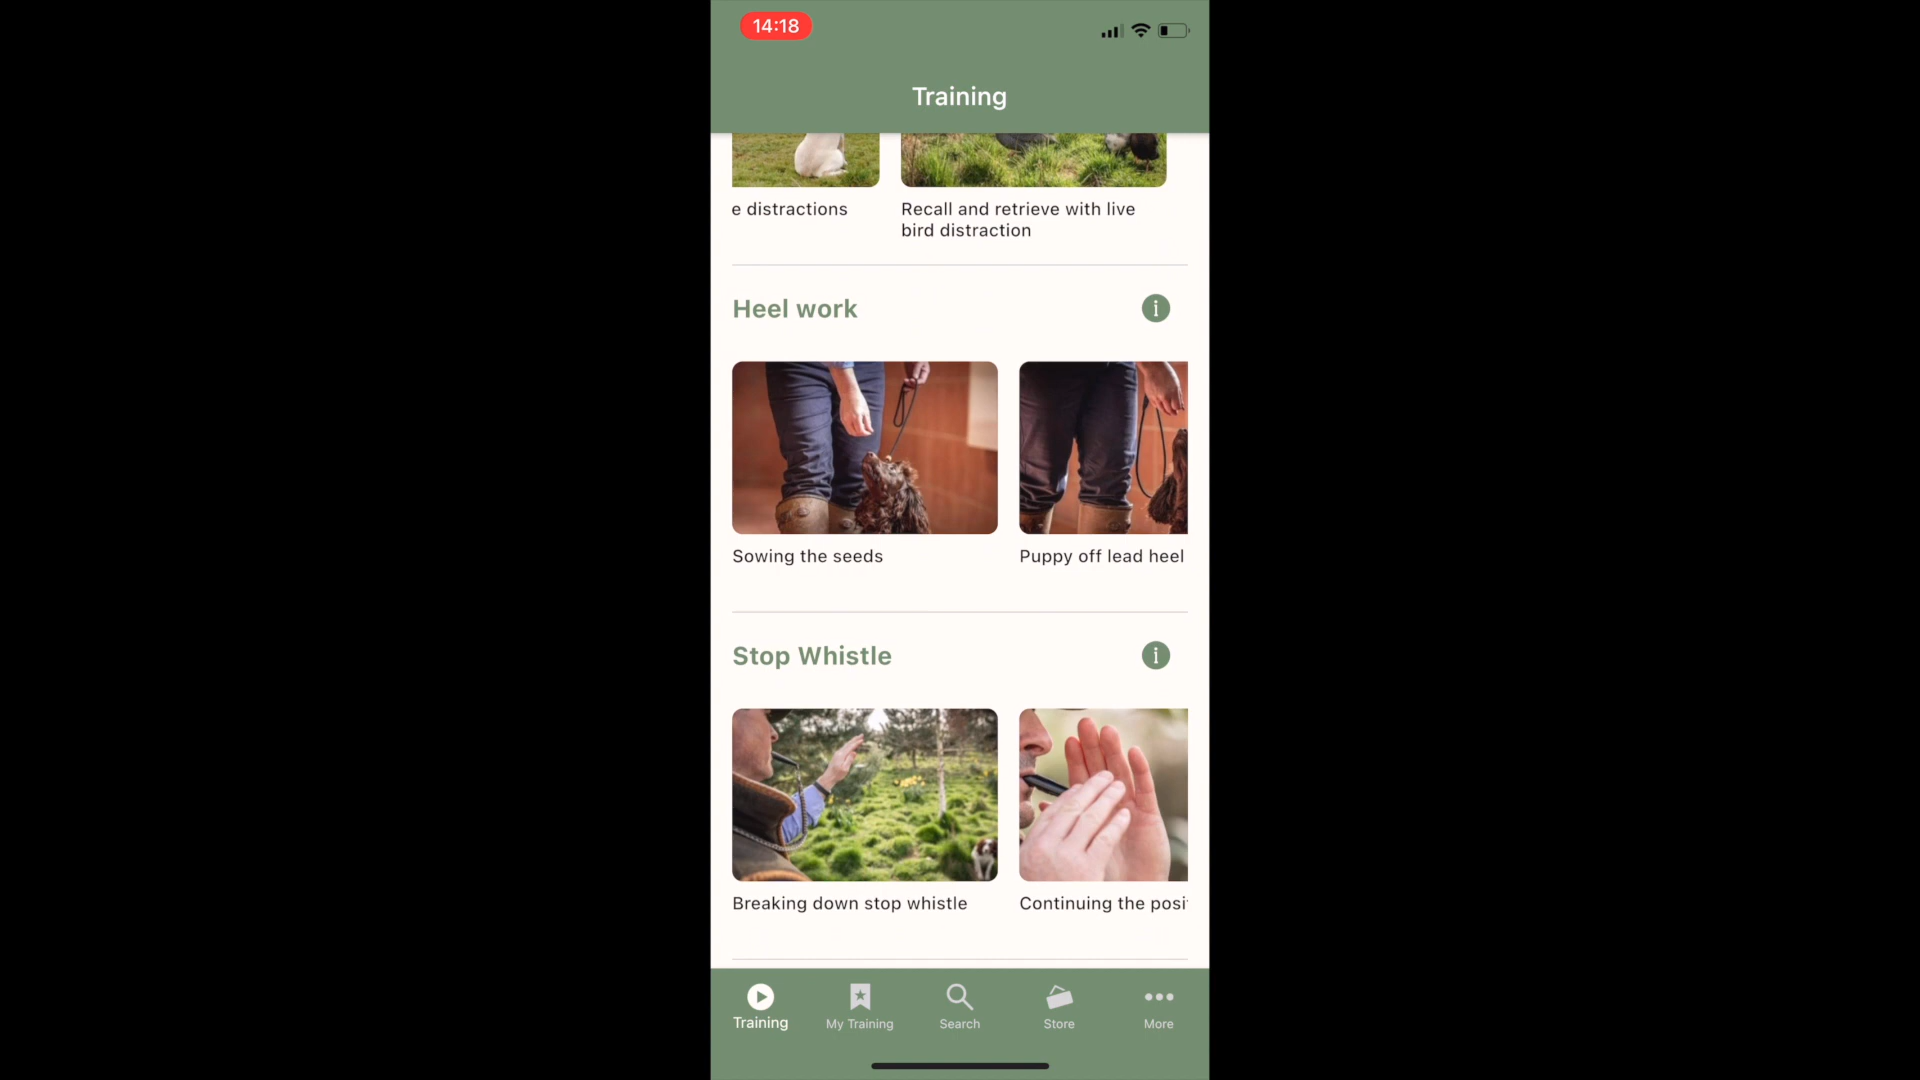 14:18
Training
e distractions
Recall and retrieve with live
bird distraction
Heel work
i
Sowing the seeds
Puppy off lead heel
Stop Whistle
i
Breaking down stop whistle
Continuing the posi
Training
My Training
Search
Store
More